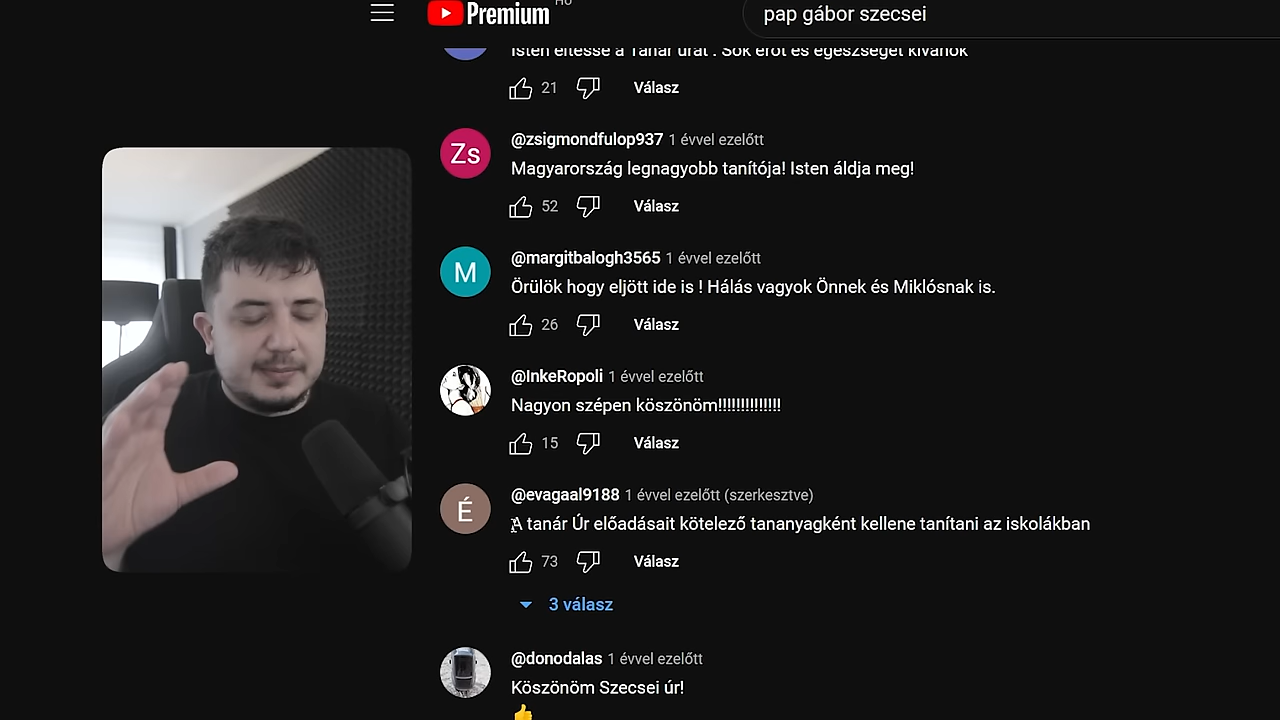 Premium HU
pap gábor szecsei
Isten éltesse a Tanár urat . Sok erőt és egészséget kívánok
21 Válasz
Zs
@zsigmondfulop937 1 évvel ezelőtt
Magyarország legnagyobb tanítója! Isten áldja meg!
52 Válasz
M
@margitbalogh3565 1 évvel ezelőtt
Örülök hogy eljött ide is ! Hálás vagyok Önnek és Miklósnak is.
26 Válasz
@InkeRopoli 1 évvel ezelőtt
Nagyon szépen köszönöm!!!!!!!!!!!!!!
15 Válasz
É
@evagaal9188 1 évvel ezelőtt (szerkesztve)
A tanár Úr előadásait kötelező tananyagként kellene tanítani az iskolákban
73 Válasz
3 válasz
@donodalas 1 évvel ezelőtt
Köszönöm Szecsei úr!